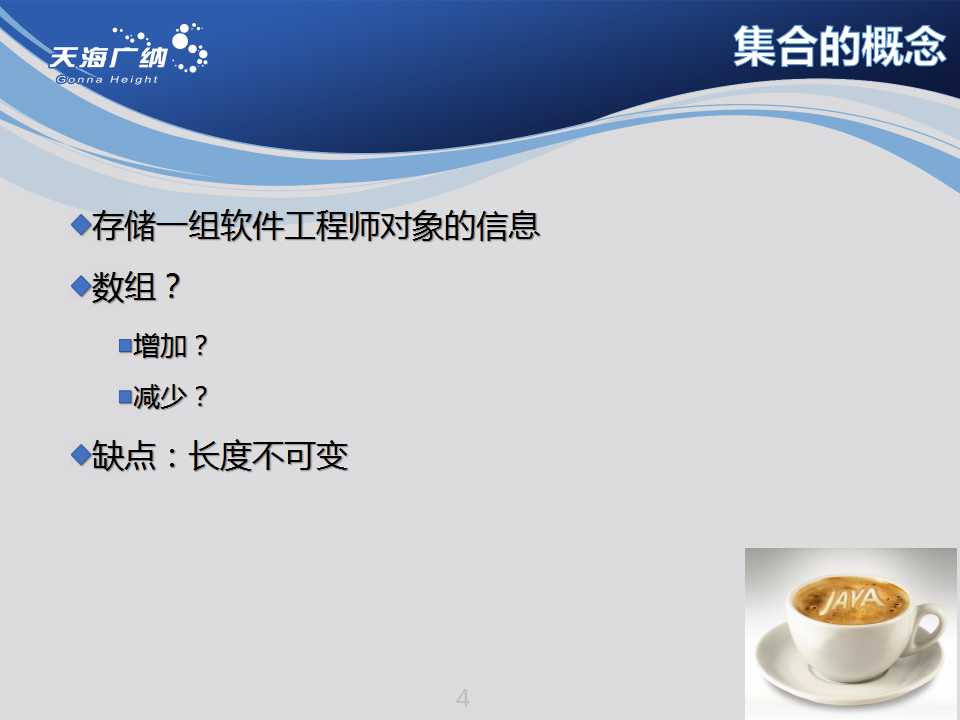 天海广纳
Gonna Height
集合的概念
存储一组软件工程师对象的信息
数组？
增加？
减少？
缺点：长度不可变
JAVA
4